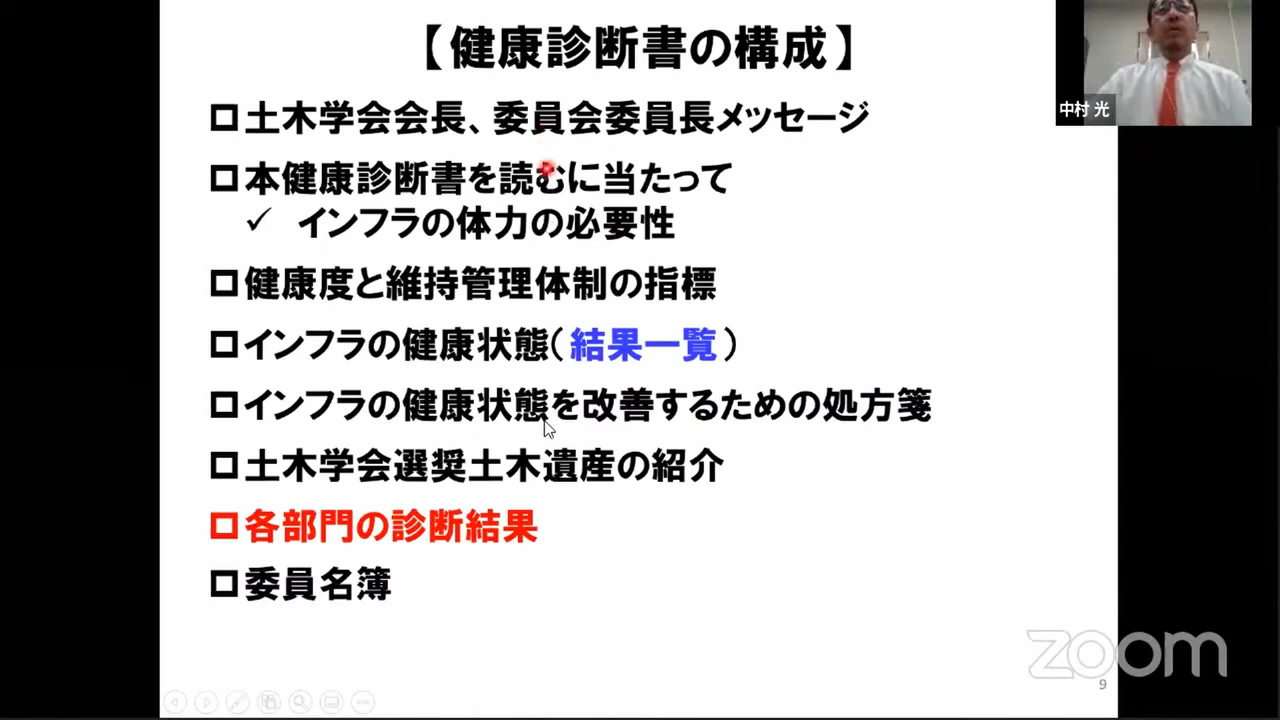 【健康診断書の構成】
土木学会会長、委員会委員長メッセージ
本健康診断書を読むに当たって
✓ インフラの体力の必要性
健康度と維持管理体制の指標
インフラの健康状態(結果一覧)
インフラの健康状態を改善するための処方箋
土木学会選奨土木遺産の紹介
各部門の診断結果
委員名簿
中村 光
zoom
9